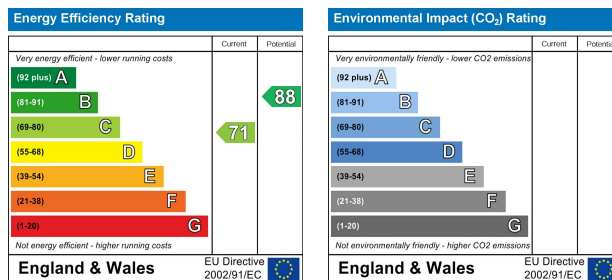 Energy Efficiency Rating
Current Potential
Very energy efficient - lower running costs
(92 plus) A
(81-91) B
88
(69-80) C
71
(55-68) D
(39-54) E
(21-38) F
(1-20) G
Not energy efficient - higher running costs
England & Wales
EU Directive
2002/91/EC
Environmental Impact (CO₂) Rating
Current Potential
Very environmentally friendly - lower CO2 emissions
(92 plus) A
(81-91) B
(69-80) C
(55-68) D
(39-54) E
(21-38) F
(1-20) G
Not environmentally friendly - higher CO2 emissions
England & Wales
EU Directive
2002/91/EC